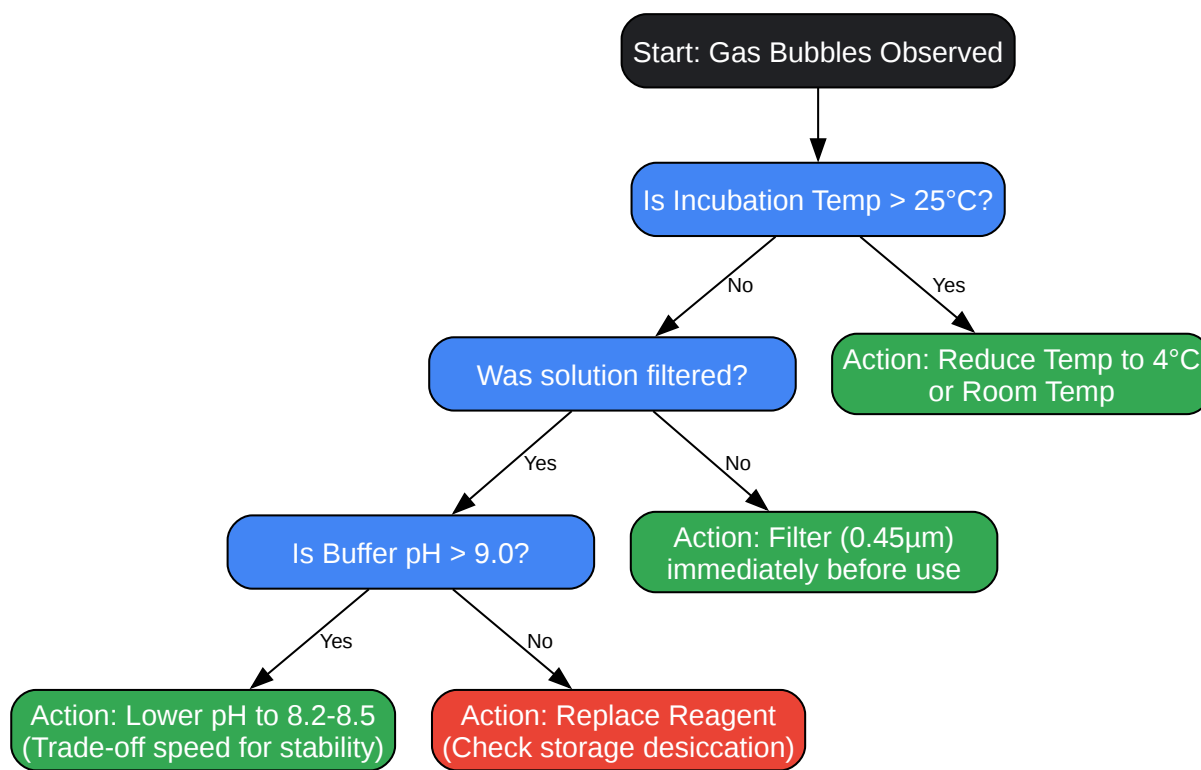 Start: Gas Bubbles Observed
Is Incubation Temp > 25°C?
No
Yes
Was solution filtered?
Action: Reduce Temp to 4°C
or Room Temp
Yes
No
Is Buffer pH > 9.0?
Action: Filter (0.45µm)
immediately before use
Yes
No
Action: Lower pH to 8.2-8.5
(Trade-off speed for stability)
Action: Replace Reagent
(Check storage desiccation)